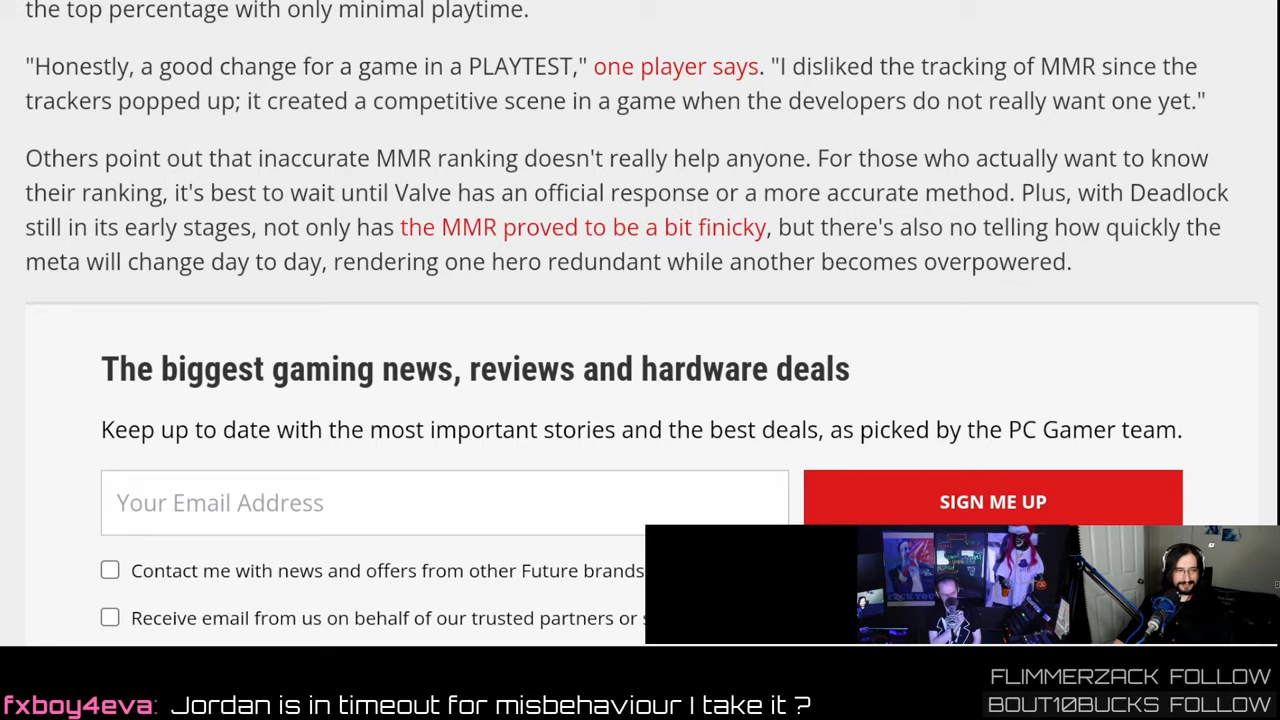 the top percentage with only minimal playtime.
"Honestly, a good change for a game in a PLAYTEST," one player says. "I disliked the tracking of MMR since the
trackers popped up; it created a competitive scene in a game when the developers do not really want one yet."
Others point out that inaccurate MMR ranking doesn't really help anyone. For those who actually want to know
their ranking, it's best to wait until Valve has an official response or a more accurate method. Plus, with Deadlock
still in its early stages, not only has the MMR proved to be a bit finicky, but there's also no telling how quickly the
meta will change day to day, rendering one hero redundant while another becomes overpowered.
The biggest gaming news, reviews and hardware deals
Keep up to date with the most important stories and the best deals, as picked by the PC Gamer team.
Your Email Address
SIGN ME UP
Contact me with news and offers from other Future brands
Receive email from us on behalf of our trusted partners or
fxboy4eva: Jordan is in timeout for misbehaviour I take it ?
FLIMMERZACK FOLLOW
BOUT10BUCKS FOLLOW